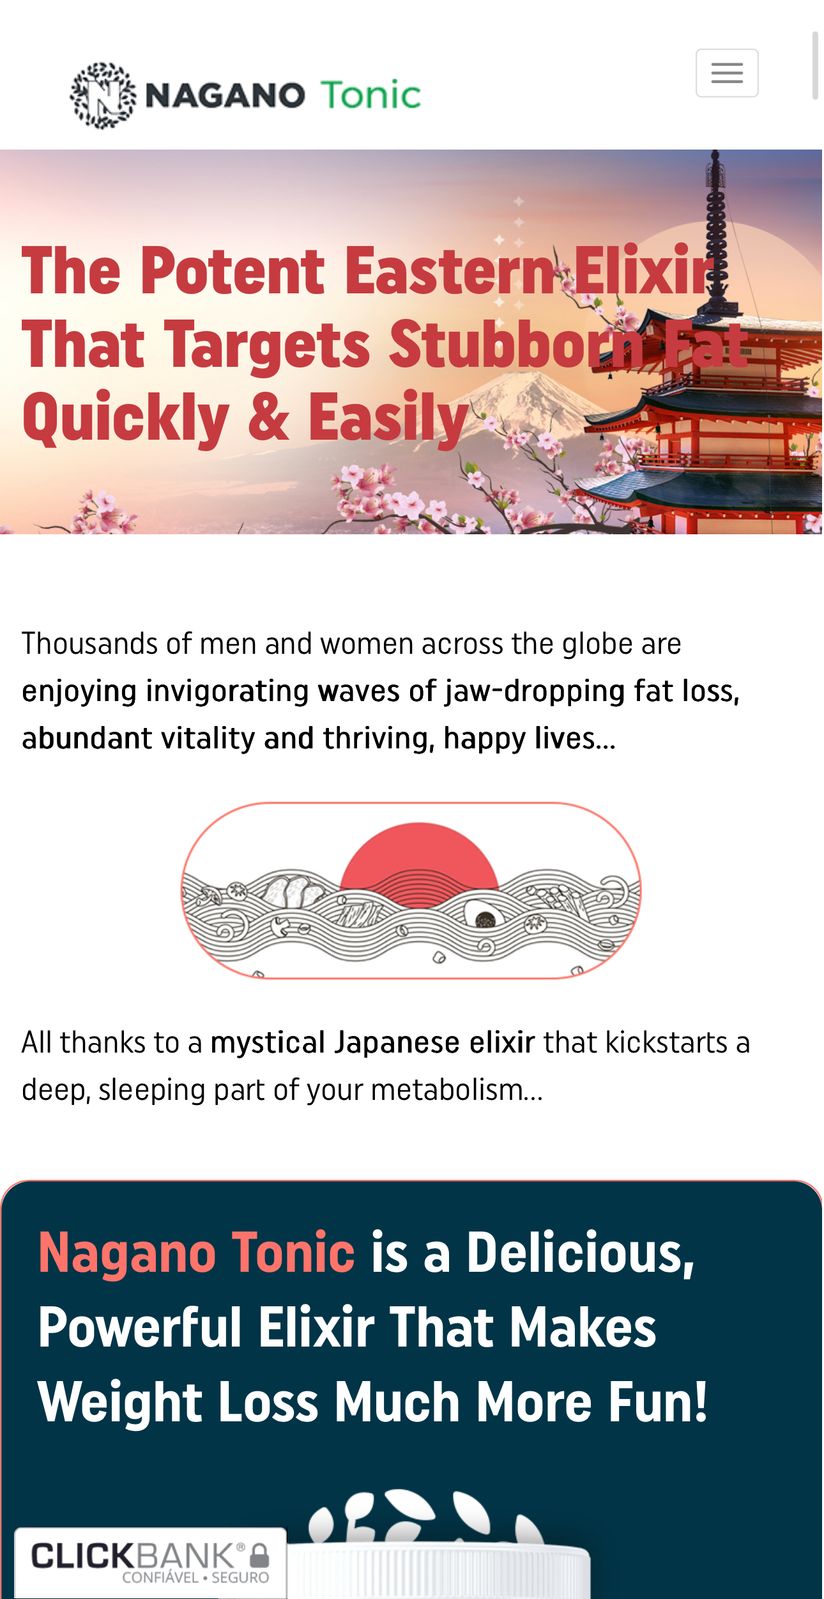 NAGANO Tonic
The Potent Eastern Elixir
That Targets Stubborn Fat
Quickly & Easily
Thousands of men and women across the globe are
enjoying invigorating waves of jaw-dropping fat loss,
abundant vitality and thriving, happy lives...
All thanks to a mystical Japanese elixir that kickstarts a
deep, sleeping part of your metabolism...
Nagano Tonic is a Delicious,
Powerful Elixir That Makes
Weight Loss Much More Fun!
CLICKBANK®
CONFIÁVEL • SEGURO